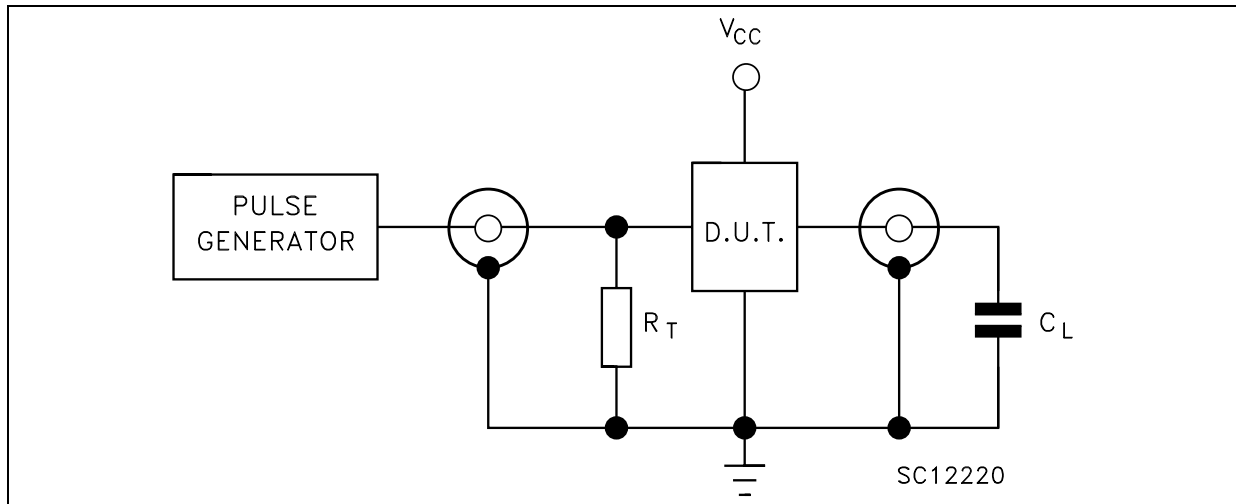 VCC
PULSE
GENERATOR
D.U.T.
RT
CL
SC12220